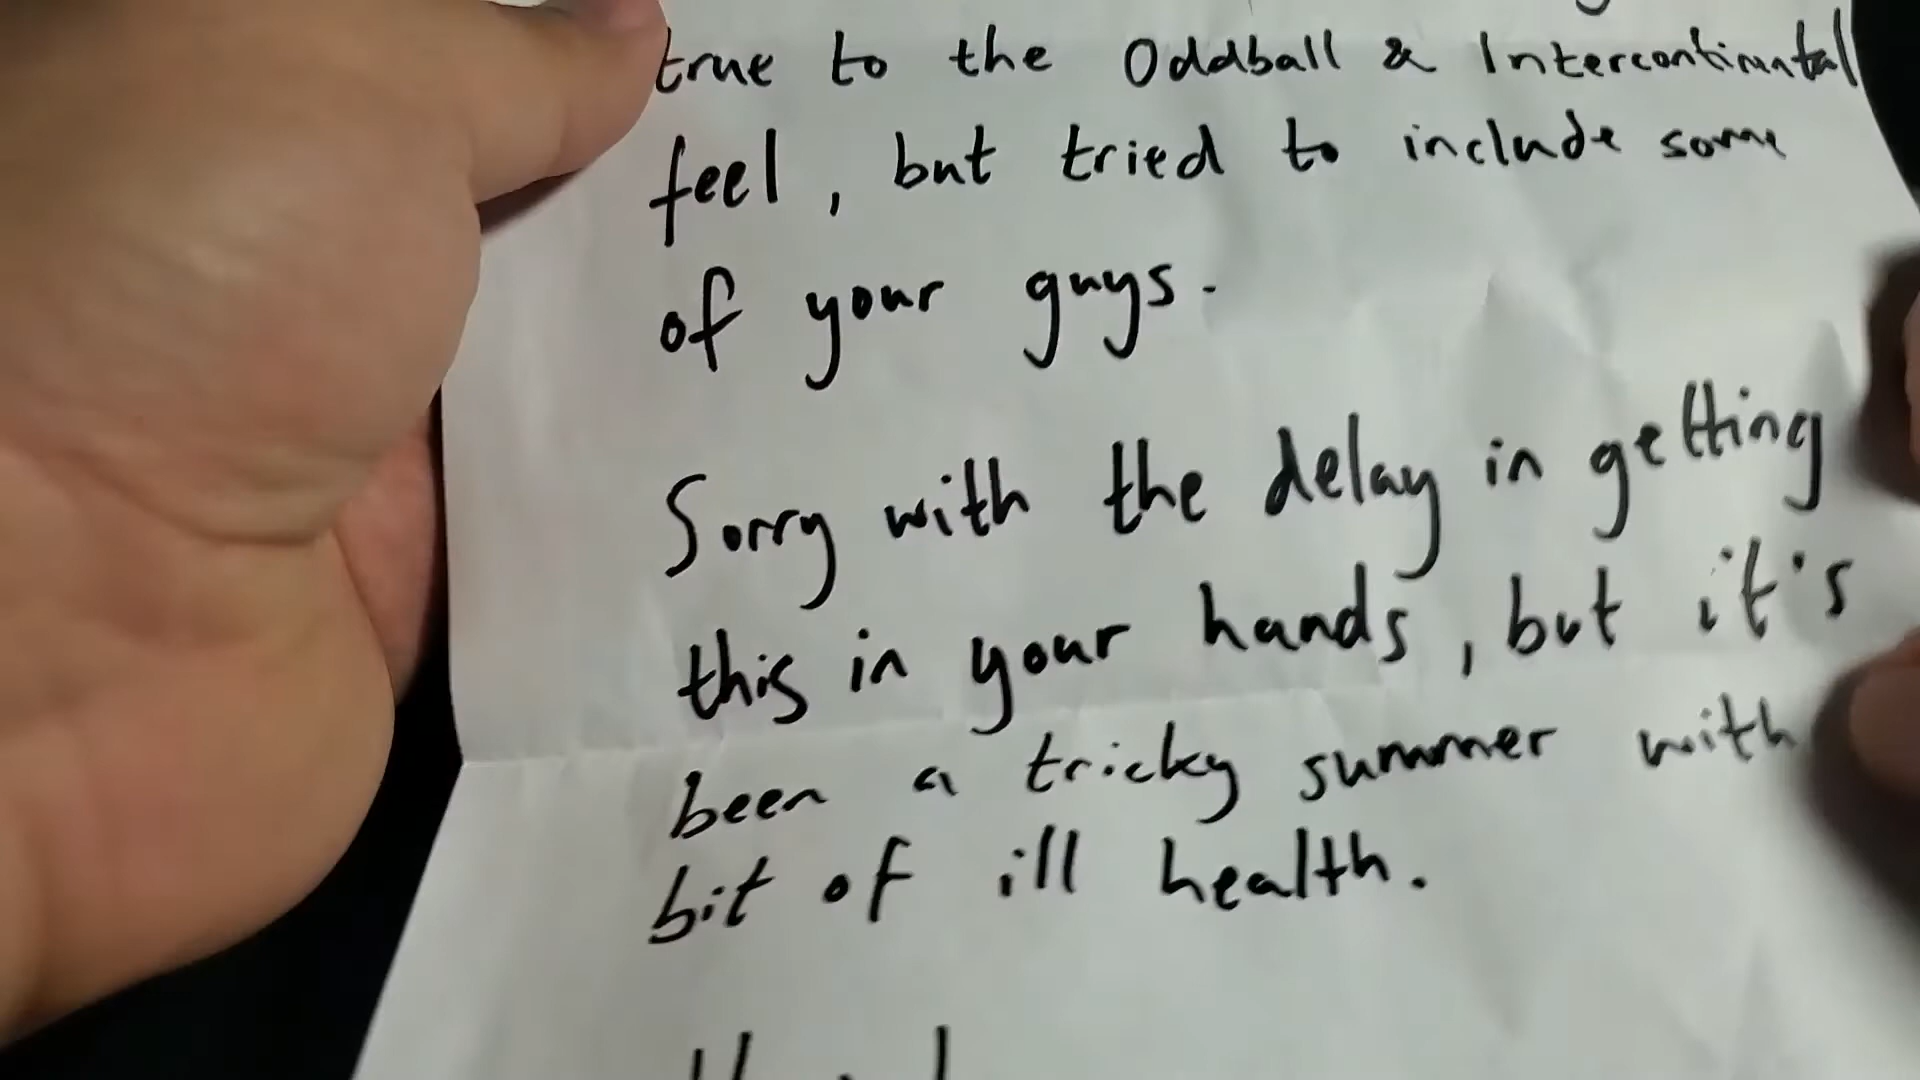 true to the Oddball & Intercontinental
feel, but tried to include some
of your guys.
Sorry with the delay in getting
this in your hands, but it's
been a tricky summer with
bit of ill health.